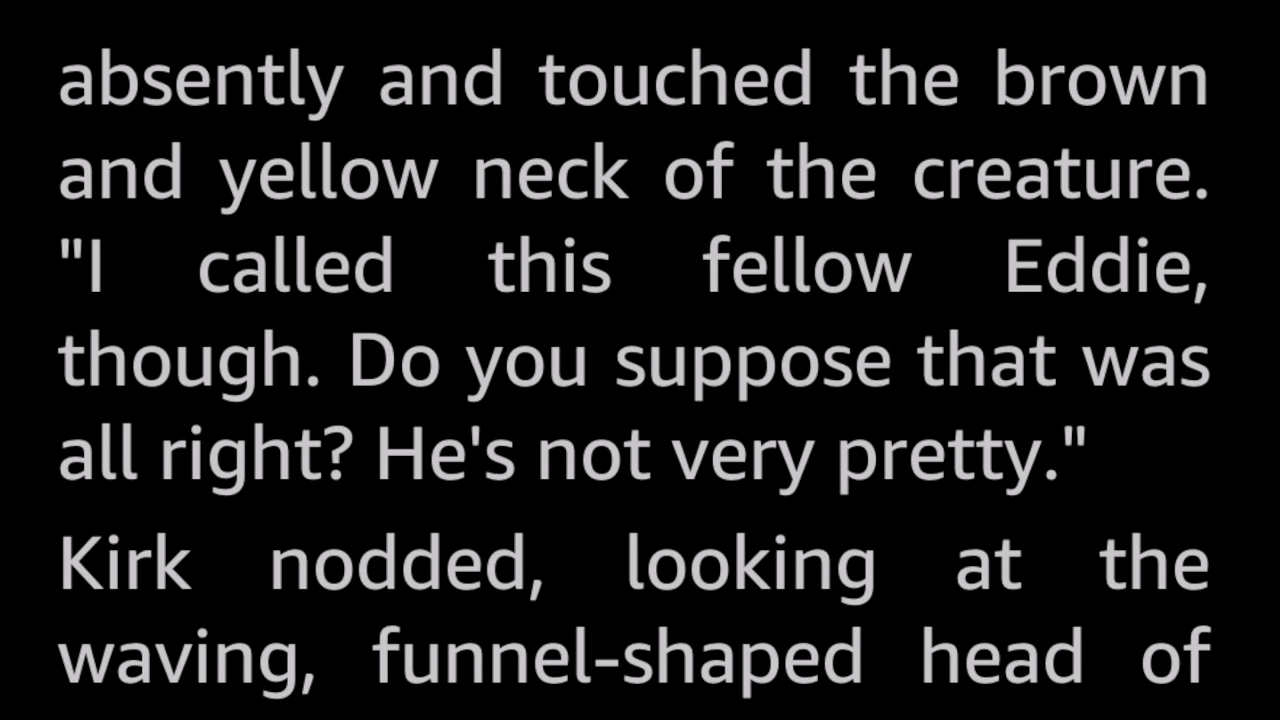 absently and touched the brown
and yellow neck of the creature.
"I called this fellow Eddie,
though. Do you suppose that was
all right? He's not very pretty."
Kirk nodded, looking at the
waving, funnel-shaped head of